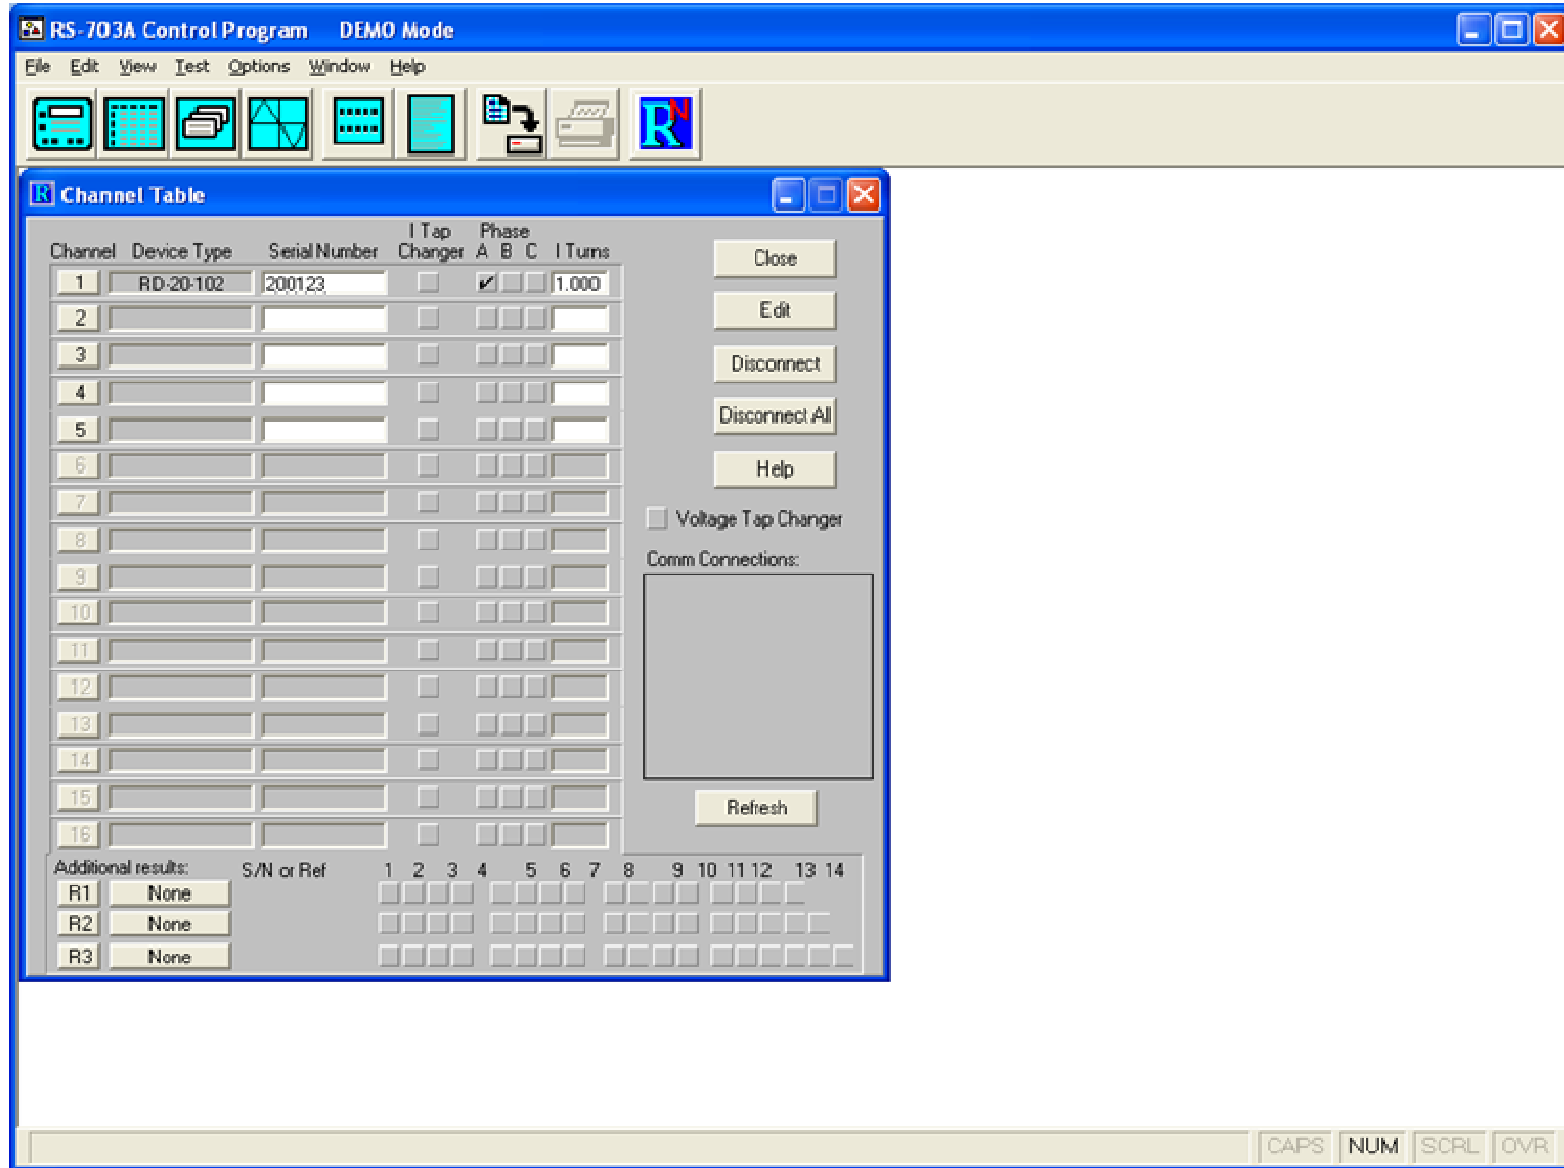 RS-703A Control Program DEMO Mode
File Edit View Test Options Window Help
RN
R Channel Table
I Tap Phase
Channel Device Type Serial Number Changer A B C I Turns
1 RD-20-102 200123 1.000
2
3
4
5
6
7
8
9
10
11
12
13
14
15
16
Close
Edit
Disconnect
Disconnect All
Help
Voltage Tap Changer
Comm Connections:
Refresh
Additional results: S/N or Ref 1 2 3 4 5 6 7 8 9 10 11 12 13 14
R1 None
R2 None
R3 None
CAPS NUM SCRL OVR